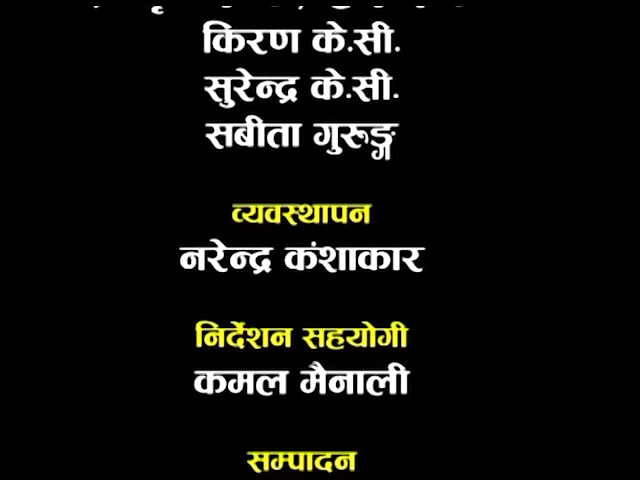 किरण के.सी.
सुरेन्द्र के.सी.
सबीता गुरुङ्ग
व्यवस्थापन
नरेन्द्र कंशाकार
निर्देशन सहयोगी
कमल मैनाली
सम्पादन